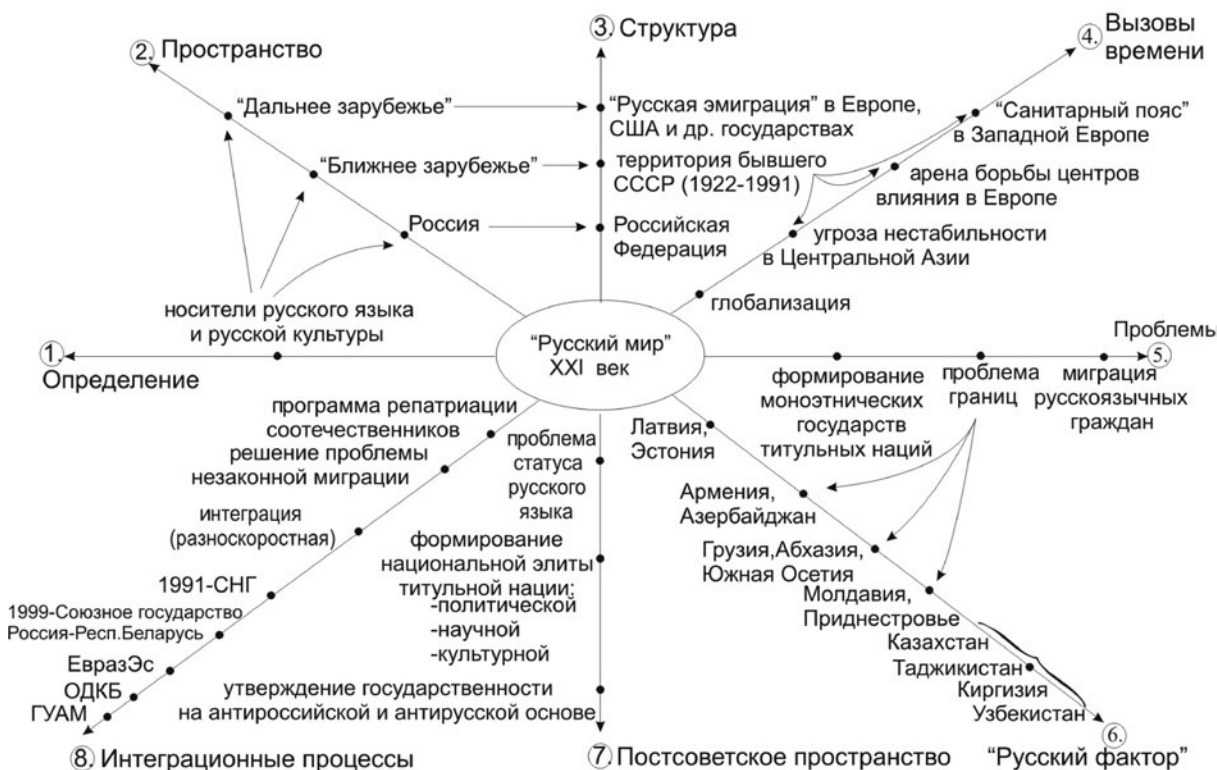 3. Структура
2. Пространство
4. Вызовы
времени
“Дальнее зарубежье”
“Русская эмиграция” в Европе,
США и др. государствах
“Санитарный пояс”
в Западной Европе
“Ближнее зарубежье”
территория бывшего
СССР (1922-1991)
арена борьбы центров
влияния в Европе
Россия
Российская
Федерация
угроза нестабильности
в Центральной Азии
глобализация
носители русского языка
и русской культуры
“Русский мир”
XXI век
1.
Определение
Проблемы
5.
формирование
моноэтнических
государств
титульных наций
проблема
границ
миграция
русскоязычных
граждан
программа репатриации
соотечественников
решение проблемы
незаконной миграции
интеграция
(разноскоростная)
1991-СНГ
1999-Союзное государство
Россия-Респ.Беларусь
ЕвразЭс
ОДКБ
ГУАМ
8. Интеграционные процессы
проблема
статуса
русского
языка
формирование
национальной элиты
титульной нации:
-политической
-научной
-культурной
утверждение государственности
на антироссийской и антирусской основе
7. Постсоветское пространство
Латвия,
Эстония
Армения,
Азербайджан
Грузия,Абхазия,
Южная Осетия
Молдавия,
Приднестровье
Казахстан
Таджикистан
Киргизия
Узбекистан
6.
“Русский фактор”